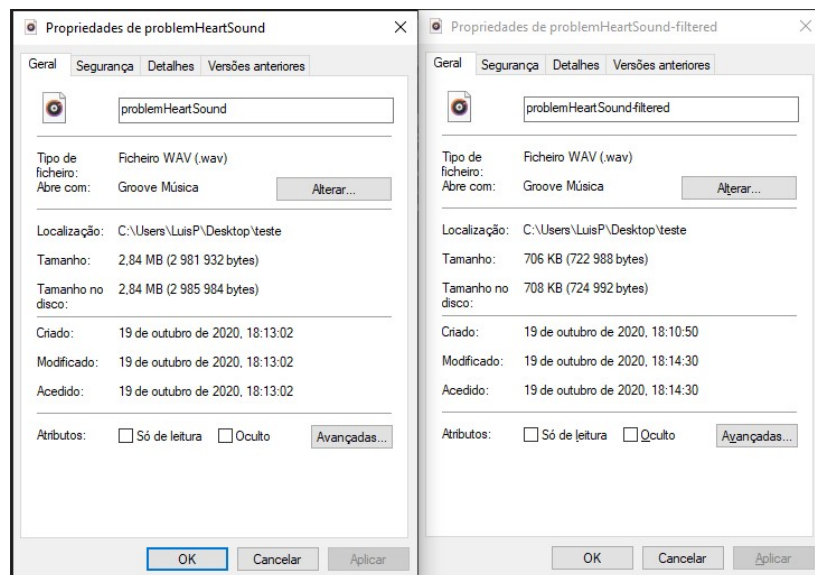 Propriedades de problemHeartSound
Geral Segurança Detalhes Versões anteriores
problemHeartSound
Tipo de ficheiro: Ficheiro WAV (.wav)
Abre com: Groove Música Alterar...
Localização: C:\Users\LuisP\Desktop\teste
Tamanho: 2,84 MB (2 981 932 bytes)
Tamanho no disco: 2,84 MB (2 985 984 bytes)
Criado: 19 de outubro de 2020, 18:13:02
Modificado: 19 de outubro de 2020, 18:13:02
Acedido: 19 de outubro de 2020, 18:13:02
Atributos: Só de leitura Oculto Avançadas...
OK Cancelar Aplicar
Propriedades de problemHeartSound-filtered
Geral Segurança Detalhes Versões anteriores
problemHeartSound-filtered
Tipo de ficheiro: Ficheiro WAV (.wav)
Abre com: Groove Música Alterar...
Localização: C:\Users\LuisP\Desktop\teste
Tamanho: 706 KB (722 988 bytes)
Tamanho no disco: 708 KB (724 992 bytes)
Criado: 19 de outubro de 2020, 18:10:50
Modificado: 19 de outubro de 2020, 18:14:30
Acedido: 19 de outubro de 2020, 18:14:30
Atributos: Só de leitura Oculto Avançadas...
OK Cancelar Aplicar